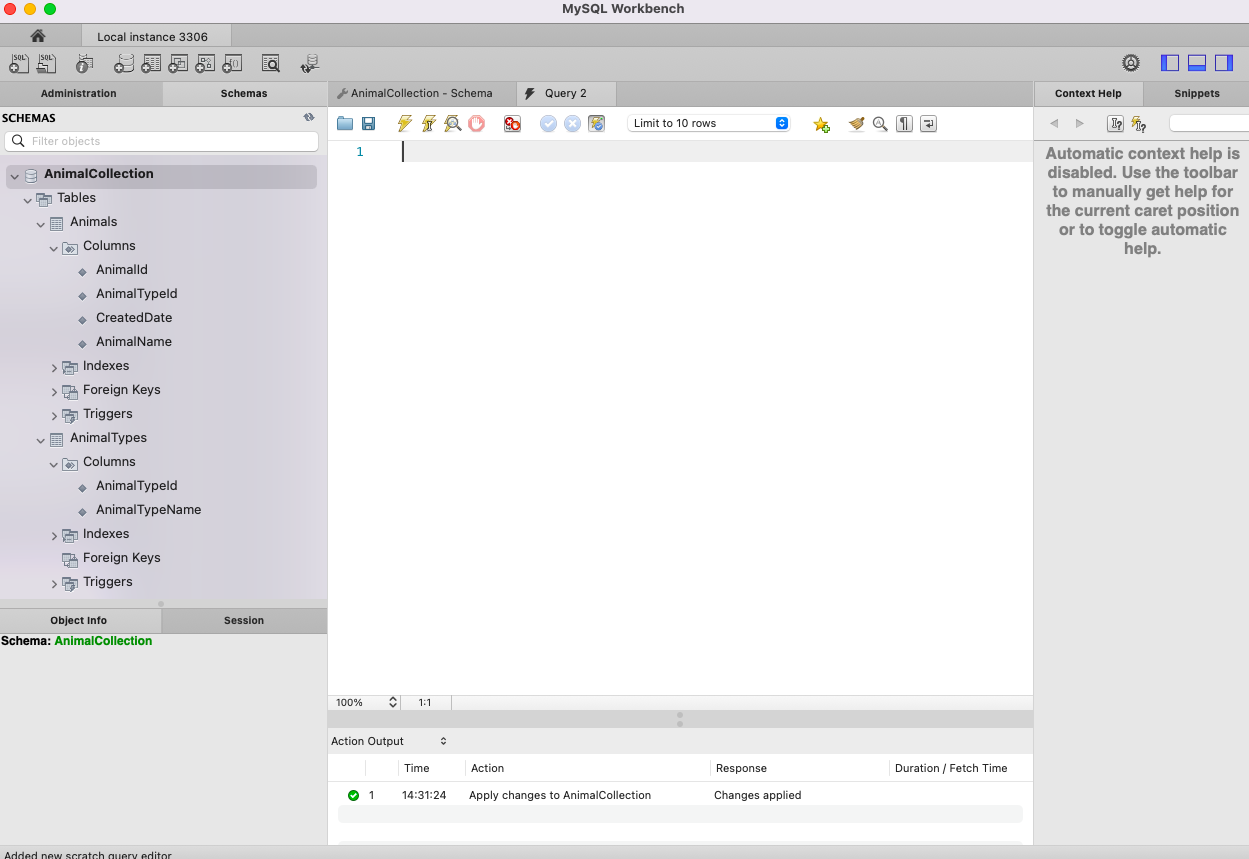 MySQL Workbench
Local instance 3306
Administration
Schemas
SCHEMAS
Filter objects
AnimalCollection
Tables
Animals
Columns
AnimalId
AnimalTypeId
CreatedDate
AnimalName
Indexes
Foreign Keys
Triggers
AnimalTypes
Columns
AnimalTypeId
AnimalTypeName
Indexes
Foreign Keys
Triggers
Object Info
Session
Schema: AnimalCollection
AnimalCollection - Schema
Query 2
Limit to 10 rows
1
100%
1:1
Action Output
Time
Action
Response
Duration / Fetch Time
1
14:31:24
Apply changes to AnimalCollection
Changes applied
Context Help
Snippets
Automatic context help is
disabled. Use the toolbar
to manually get help for
the current caret position
or to toggle automatic
help.
Added new scratch query editor